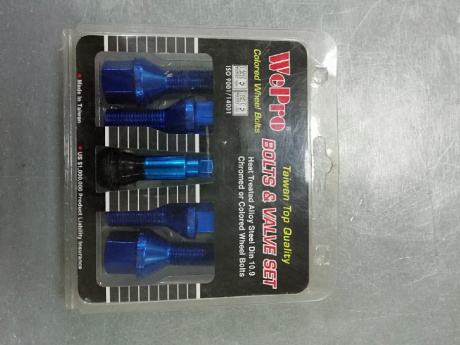 WePro®
Colored Wheel Bolts
ISO 9001/14001
Taiwan Top Quality
BOLTS & VALVE SET
Heat Treated Alloy Steel Din 10.9
Chromed or Colored Wheel Bolts
Made In Taiwan
US $1,000,000 Product Liability Insurance